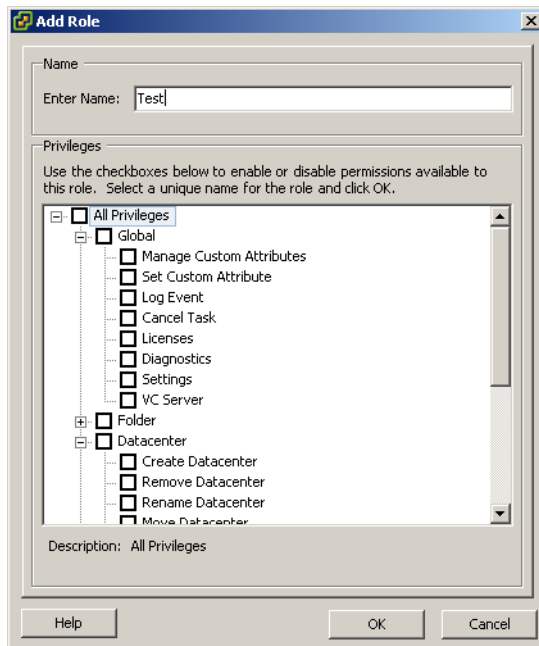 Add Role
Name
Enter Name: Test
Privileges
Use the checkboxes below to enable or disable permissions available to
this role. Select a unique name for the role and click OK.
All Privileges
Global
Manage Custom Attributes
Set Custom Attribute
Log Event
Cancel Task
Licenses
Diagnostics
Settings
VC Server
Folder
Datacenter
Create Datacenter
Remove Datacenter
Rename Datacenter
Move Datacenter
Description: All Privileges
Help OK Cancel